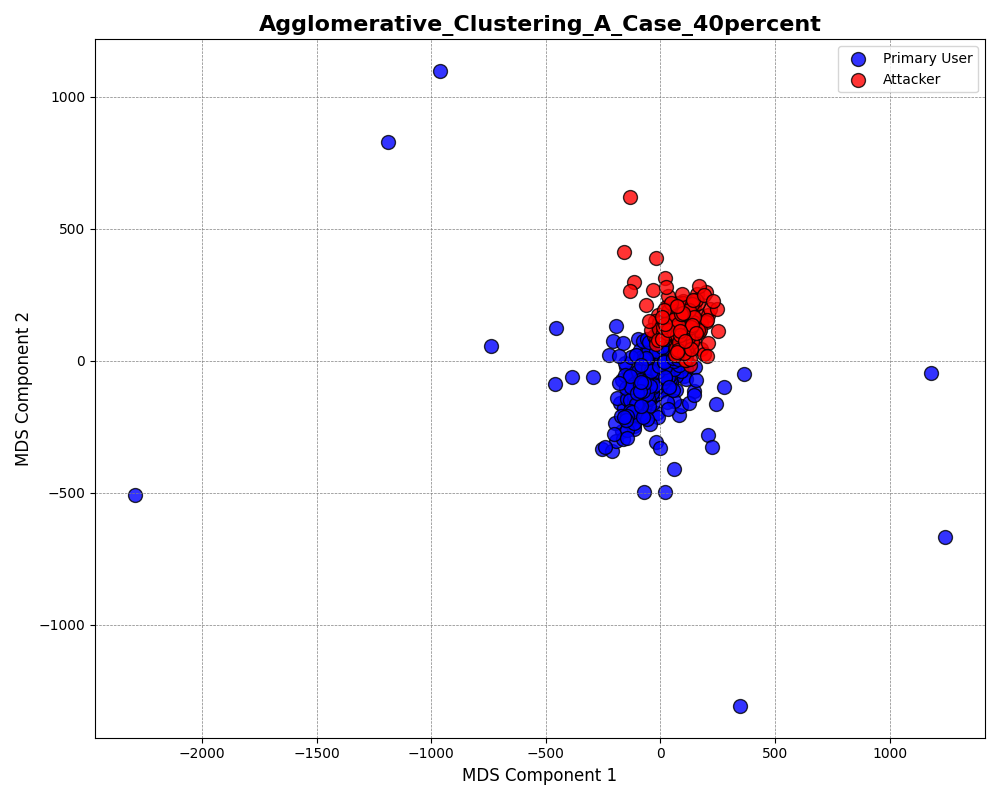 Agglomerative_Clustering_A_Case_40percent
Primary User
Attacker
MDS Component 2
1000
500
0
−500
−1000
−2000 −1500 −1000 −500 0 500 1000
MDS Component 1